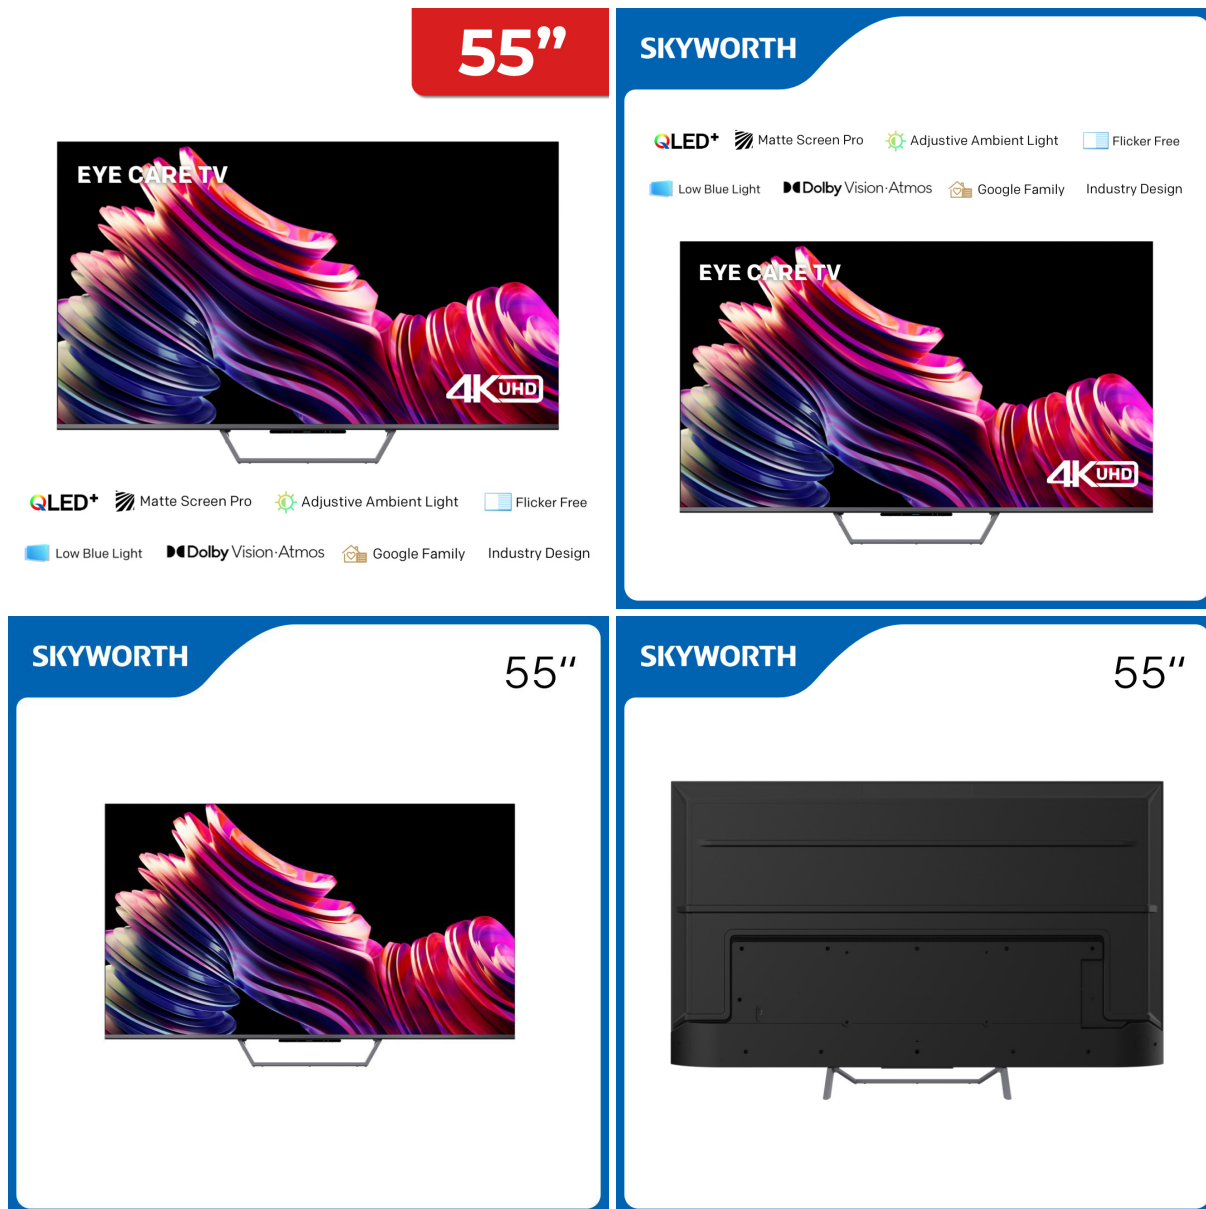 55”
EYE CARE TV
4K UHD
QLED+ Matte Screen Pro Adjustive Ambient Light Flicker Free
Low Blue Light Dolby Vision·Atmos Google Family Industry Design
SKYWORTH
QLED+ Matte Screen Pro Adjustive Ambient Light Flicker Free
Low Blue Light Dolby Vision·Atmos Google Family Industry Design
EYE CARE TV
4K UHD
SKYWORTH
55“
SKYWORTH
55“